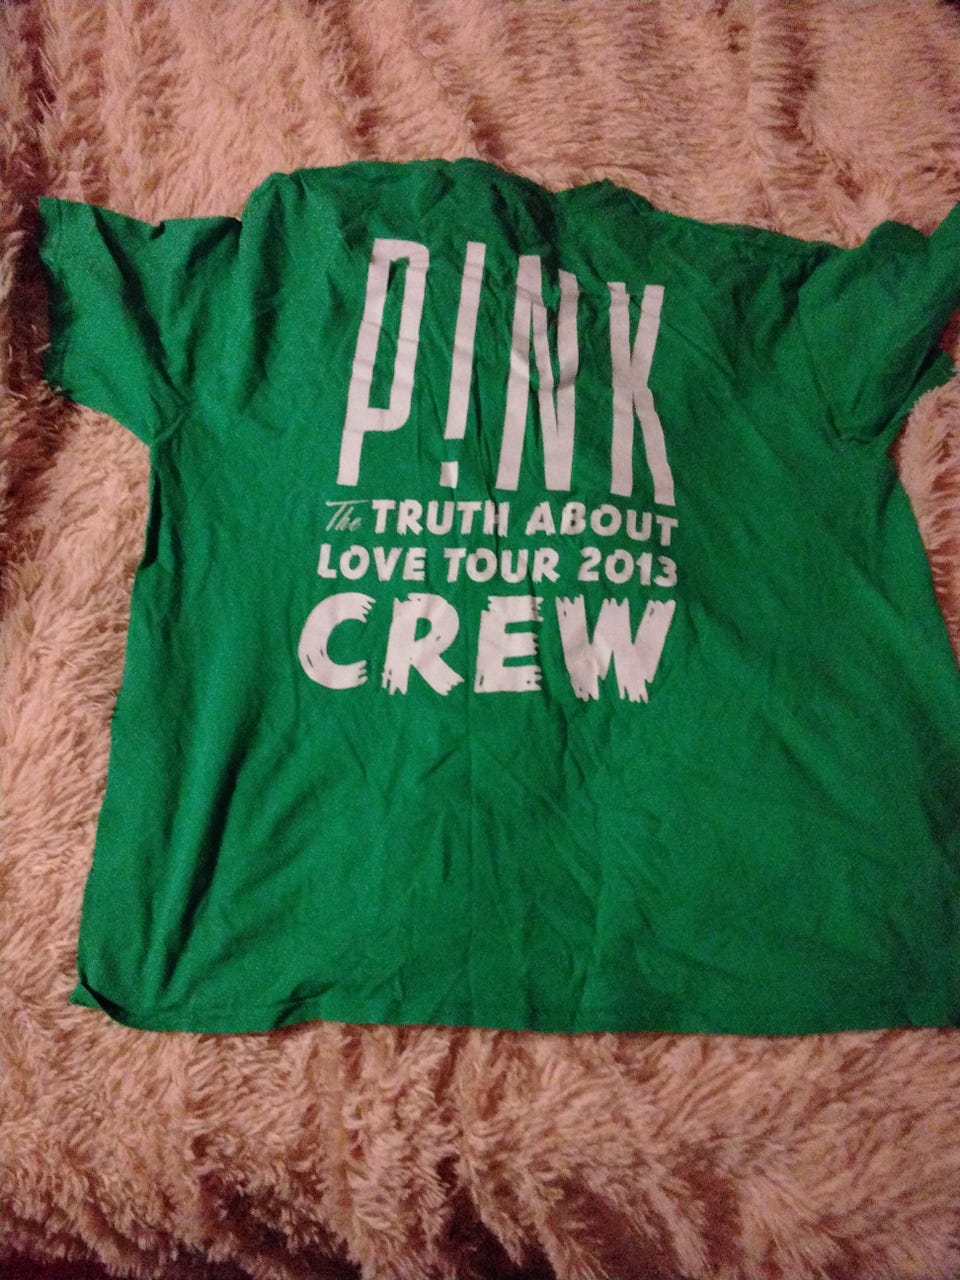 P!NK
The TRUTH ABOUT
LOVE TOUR 2013
CREW